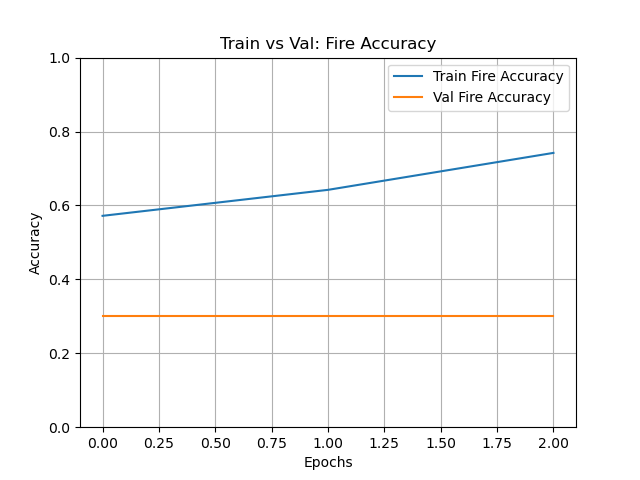 Train vs Val: Fire Accuracy
Train Fire Accuracy
Val Fire Accuracy
1.0
0.8
0.6
0.4
0.2
0.0
Accuracy
0.00 0.25 0.50 0.75 1.00 1.25 1.50 1.75 2.00
Epochs